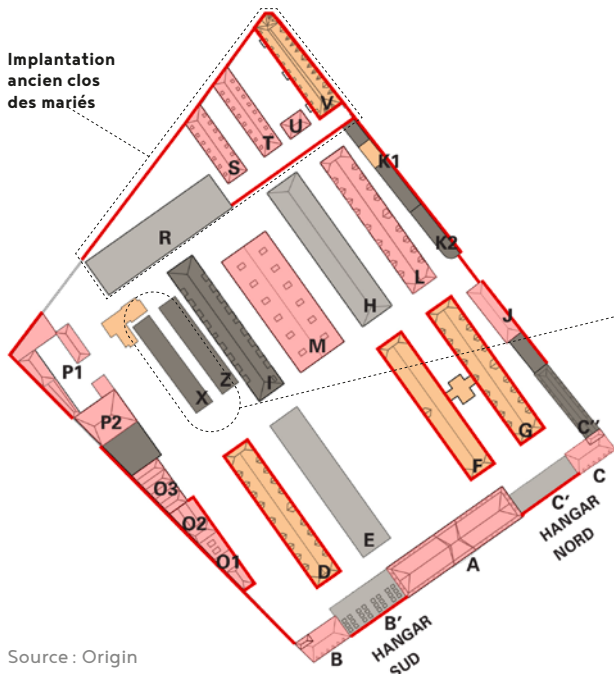 Implantation
ancien clos
des mariés
V
U
T
S
K1
K2
R
L
H
J
M
P1
I
Z
X
P2
G
C''
F
C
O3
C'
HANGAR
NORD
O2
E
O1
A
D
B'
HANGAR
SUD
B
Source : Origin